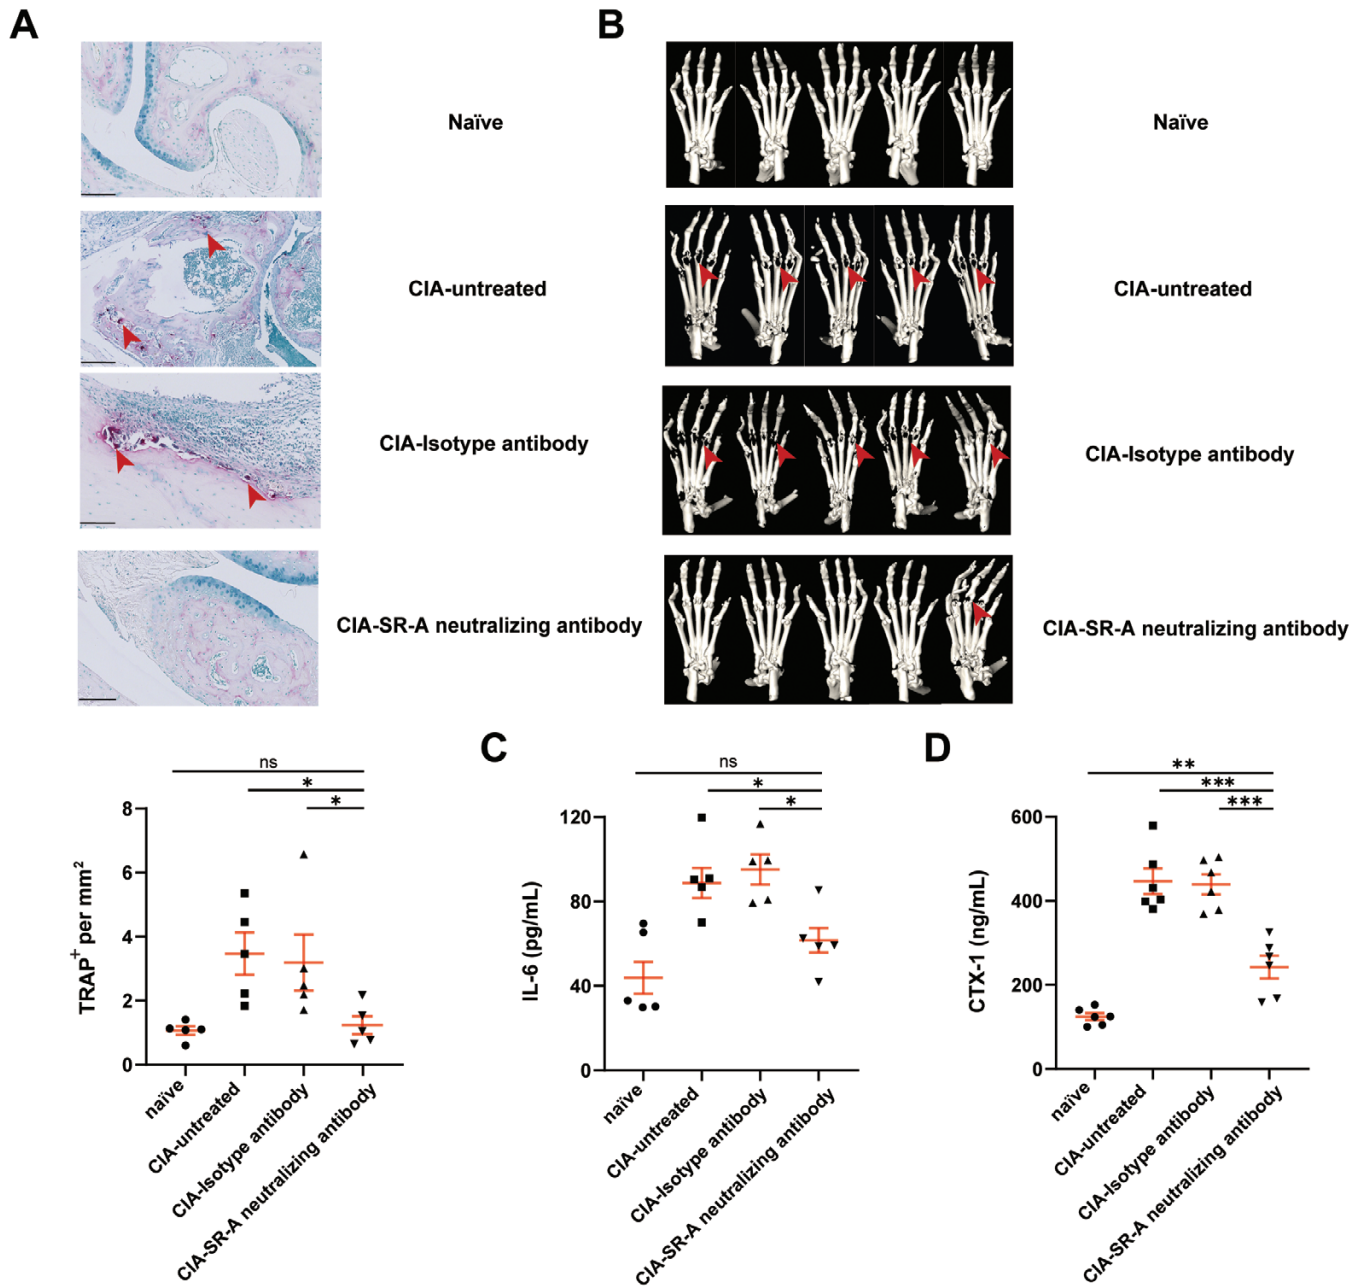 A
B
Naïve
Naïve
CIA-untreated
CIA-untreated
CIA-Isotype antibody
CIA-Isotype antibody
CIA-SR-A neutralizing antibody
CIA-SR-A neutralizing antibody
ns
*
*
8
6
4
2
0
TRAP+ per mm2
naïve
CIA-untreated
CIA-Isotype antibody
CIA-SR-A neutralizing antibody
C
ns
*
*
120
80
40
0
IL-6 (pg/mL)
naïve
CIA-untreated
CIA-Isotype antibody
CIA-SR-A neutralizing antibody
D
**
***
***
600
400
200
0
CTX-1 (ng/mL)
naïve
CIA-untreated
CIA-Isotype antibody
CIA-SR-A neutralizing antibody